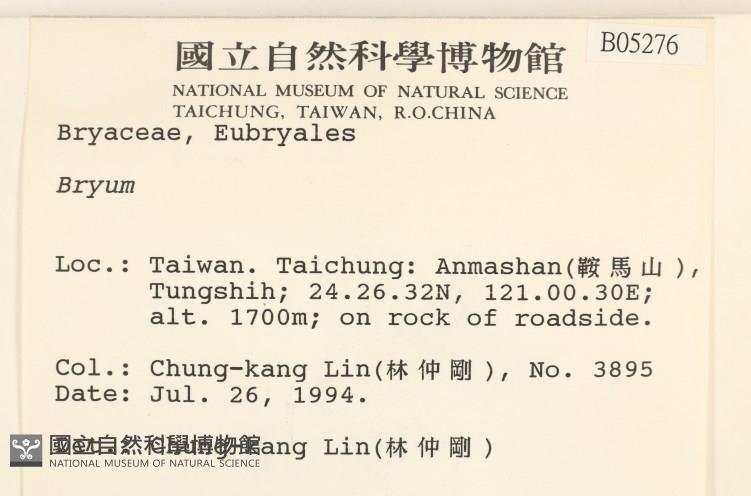 國立自然科學博物館
B05276
NATIONAL MUSEUM OF NATURAL SCIENCE
TAICHUNG, TAIWAN, R.O.CHINA
Bryaceae, Eubryales
Bryum
Loc.: Taiwan. Taichung: Anmashan(鞍馬山),
Tungshih; 24.26.32N, 121.00.30E;
alt. 1700m; on rock of roadside.
Col.: Chung-kang Lin(林仲剛), No. 3895
Date: Jul. 26, 1994.
Det.: Chung-kang Lin(林仲剛)
國立自然科學博物館
NATIONAL MUSEUM OF NATURAL SCIENCE